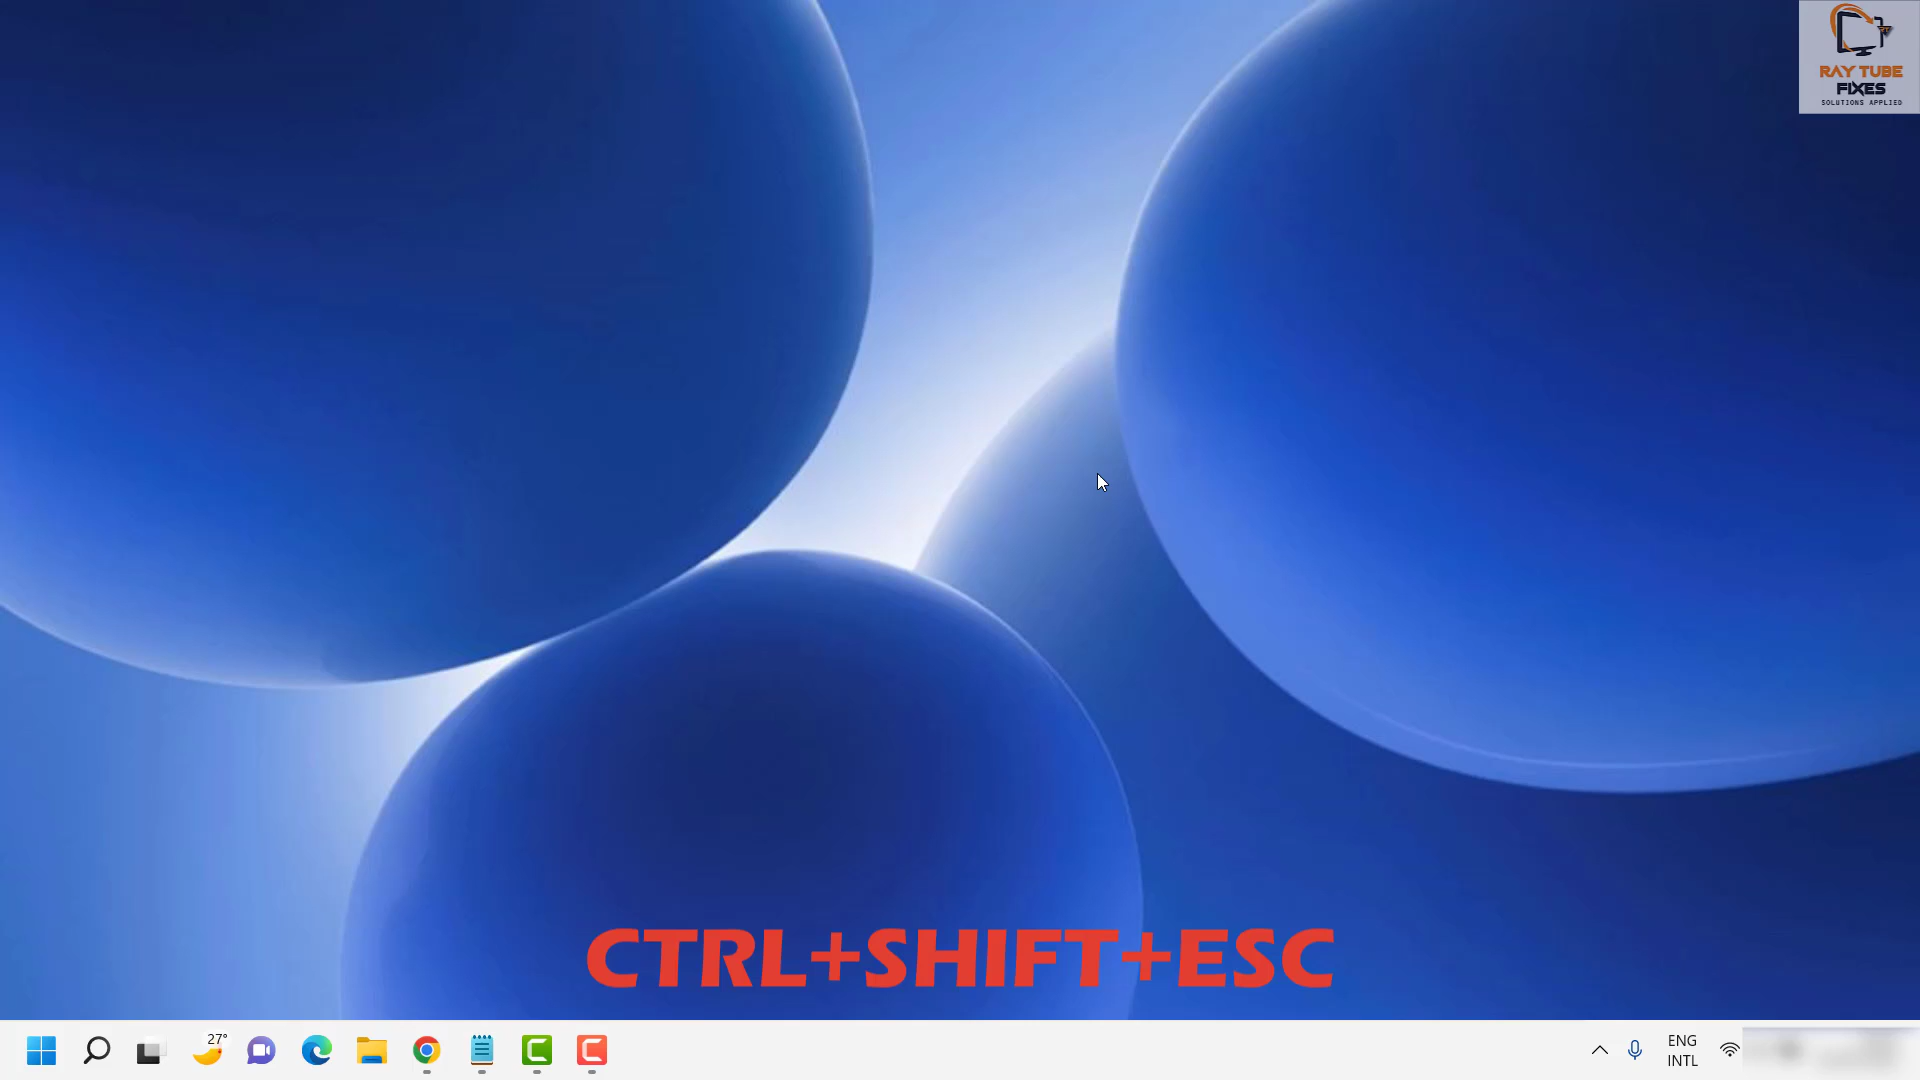 RAY TUBE
FIXES
SOLUTIONS APPLIED
CTRL+SHIFT+ESC
27°
ENG
INTL